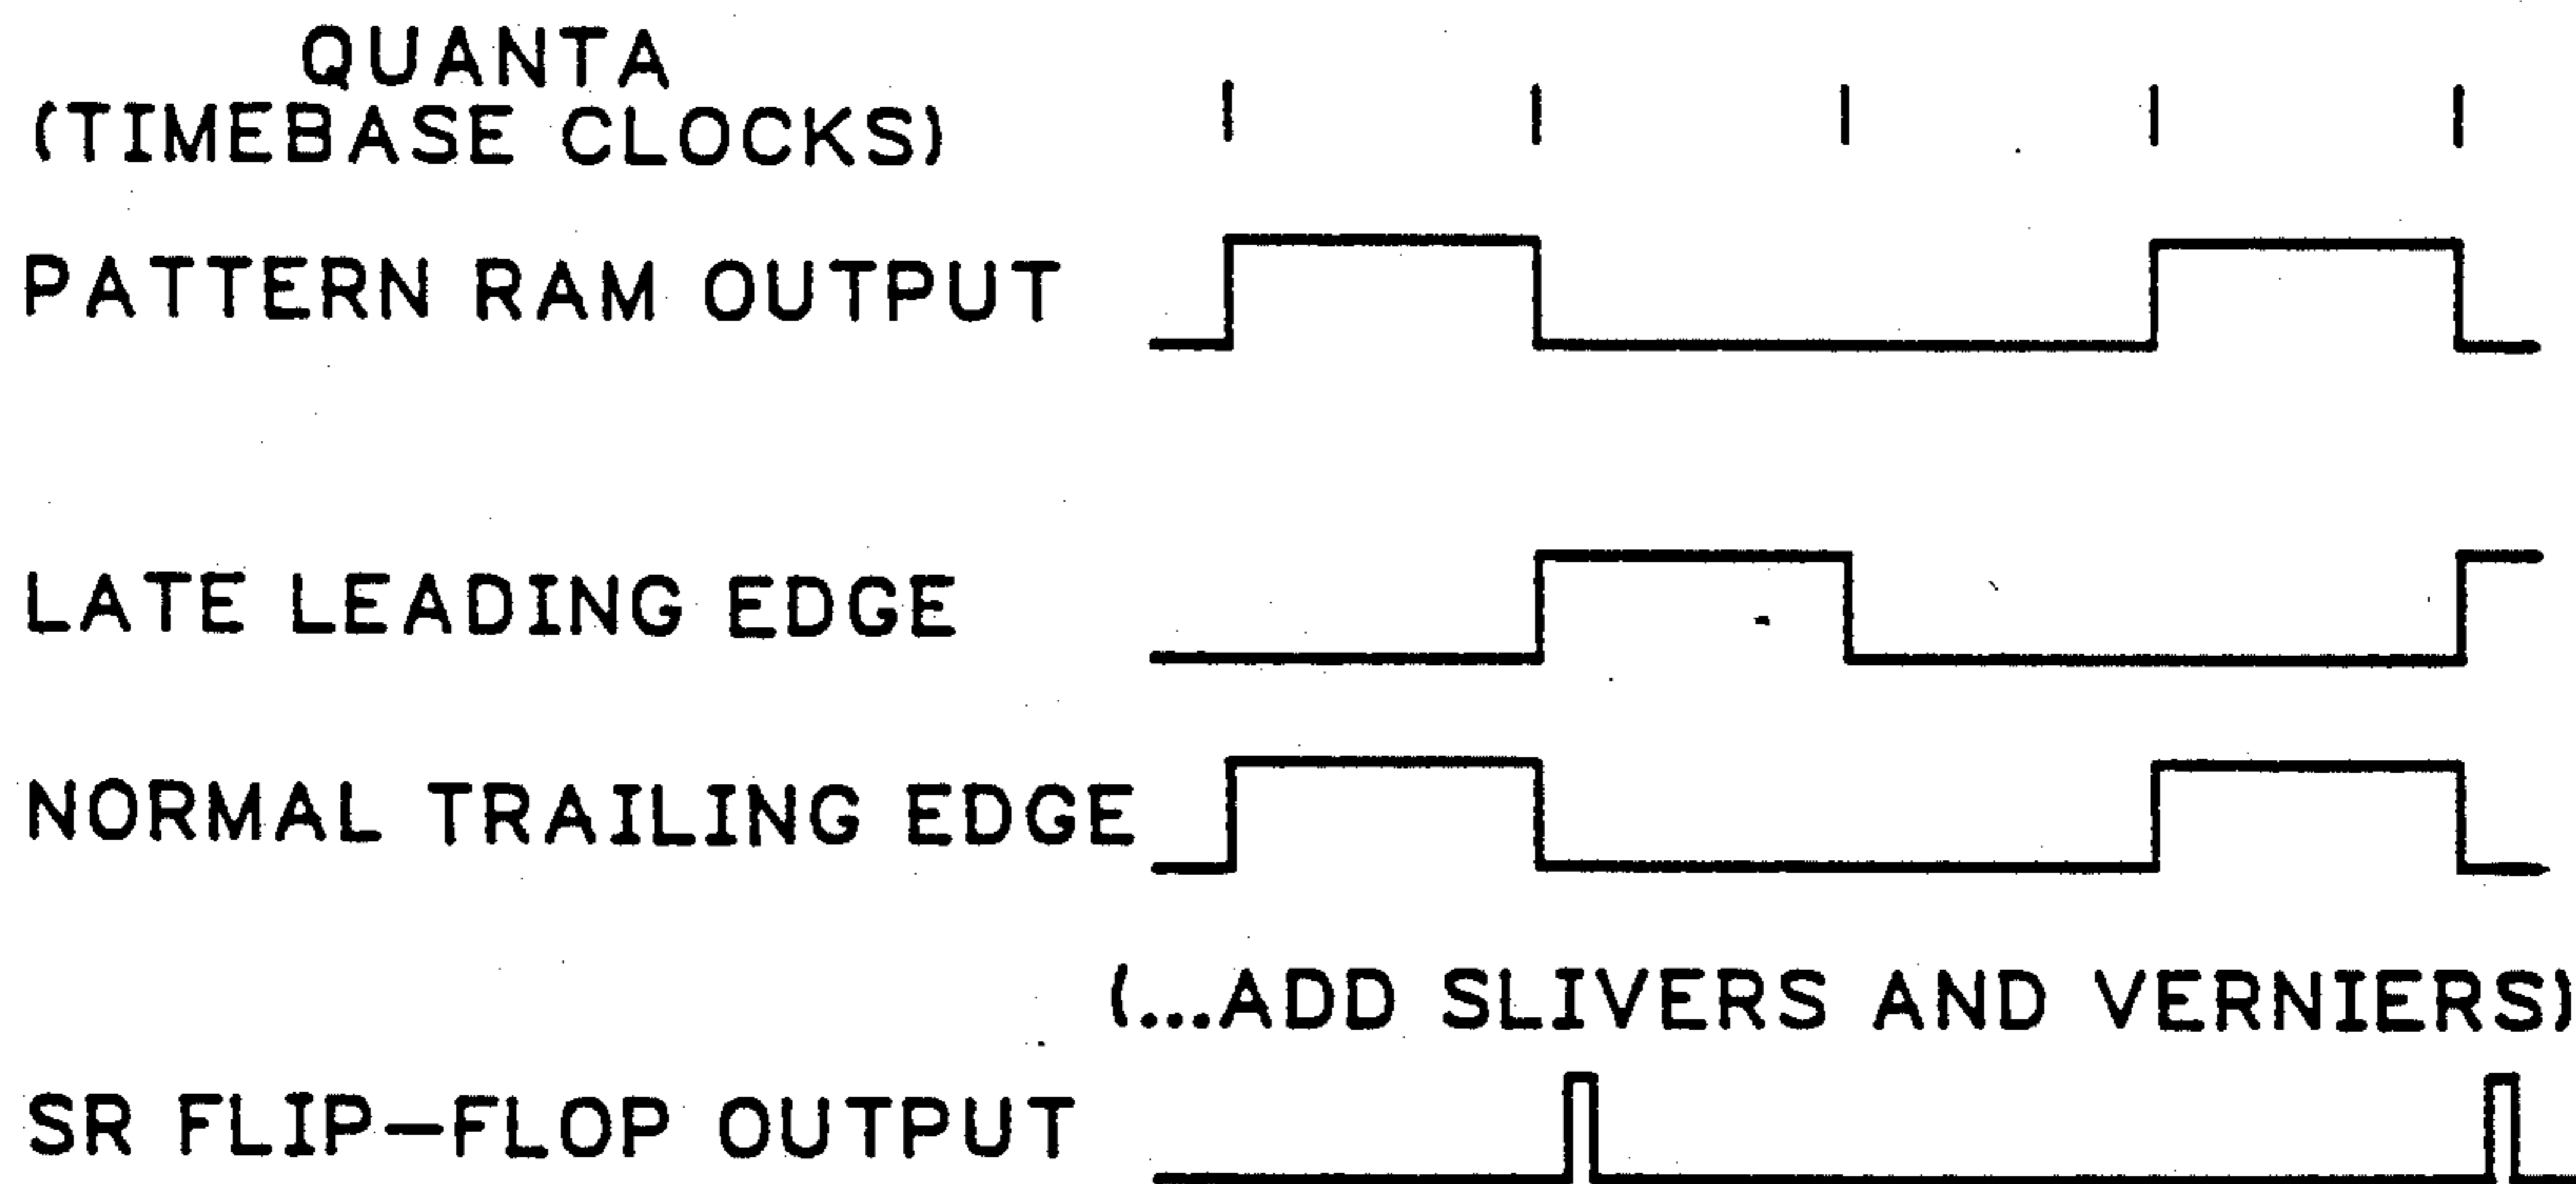 QUANTA
(TIMEBASE CLOCKS)
PATTERN RAM OUTPUT
LATE LEADING EDGE
NORMAL TRAILING EDGE
(...ADD SLIVERS AND VERNIERS)
SR FLIP-FLOP OUTPUT